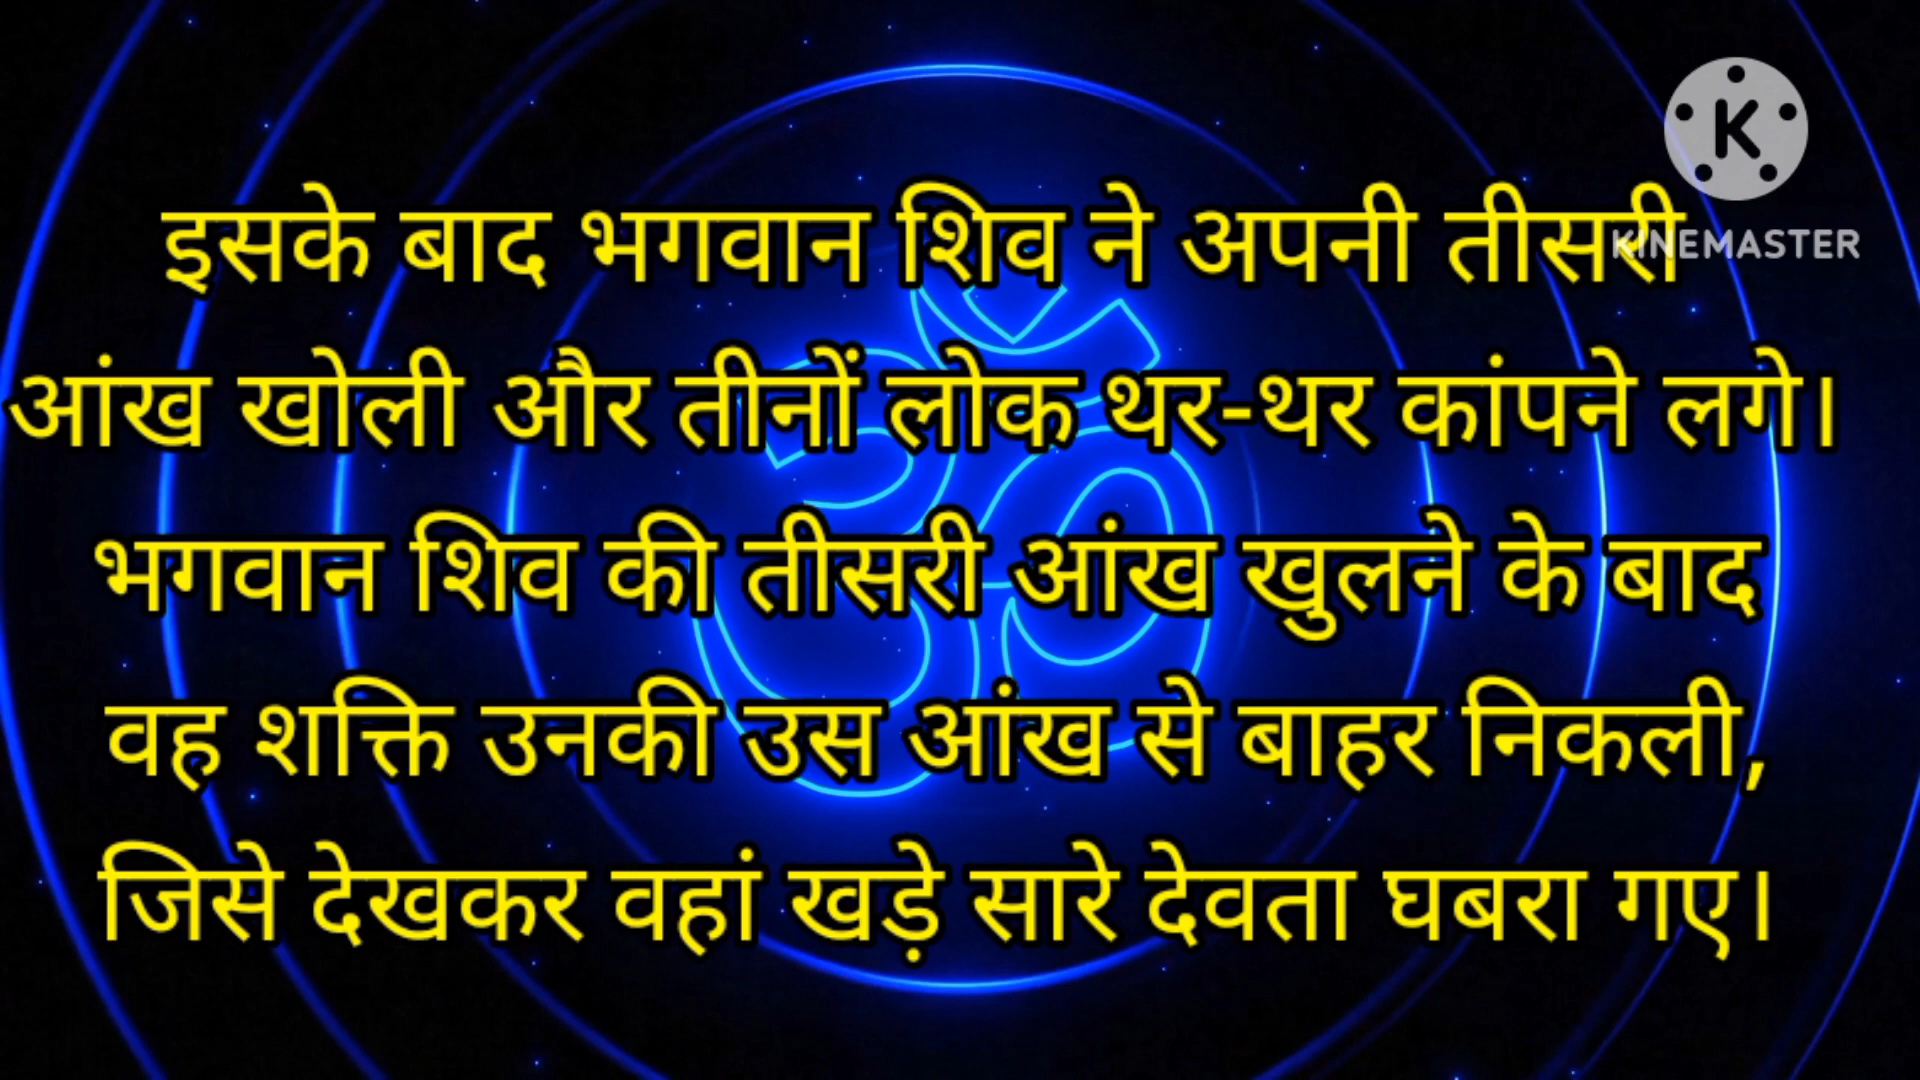 इसके बाद भगवान शिव ने अपनी तीसरी
आंख खोली और तीनों लोक थर-थर कांपने लगे।
भगवान शिव की तीसरी आंख खुलने के बाद
वह शक्ति उनकी उस आंख से बाहर निकली,
जिसे देखकर वहां खड़े सारे देवता घबरा गए।
K
KINEMASTER
ॐ